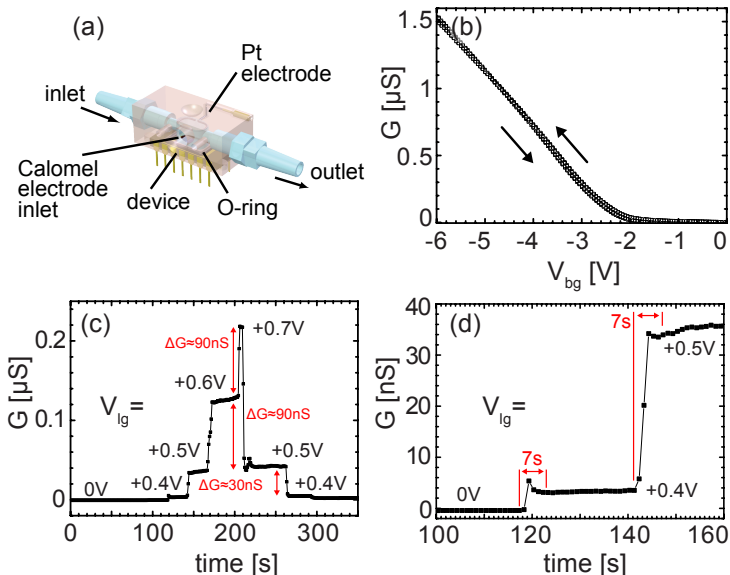 (a)
Pt
electrode
inlet
Calomel
electrode
inlet
device
O-ring
outlet
(b)
G [µS]
1.5
1
0.5
0
-6 -5 -4 -3 -2 -1 0
V_bg [V]
(c)
G [µS]
0.2
0.1
0
0V
+0.4V
+0.5V
+0.6V
+0.7V
+0.5V
+0.4V
V_lg =
ΔG≈90nS
ΔG≈90nS
ΔG≈30nS
0 100 200 300
time [s]
(d)
G [nS]
40
30
20
10
0
7s
7s
+0.5V
V_lg =
0V
+0.4V
100 120 140 160
time [s]